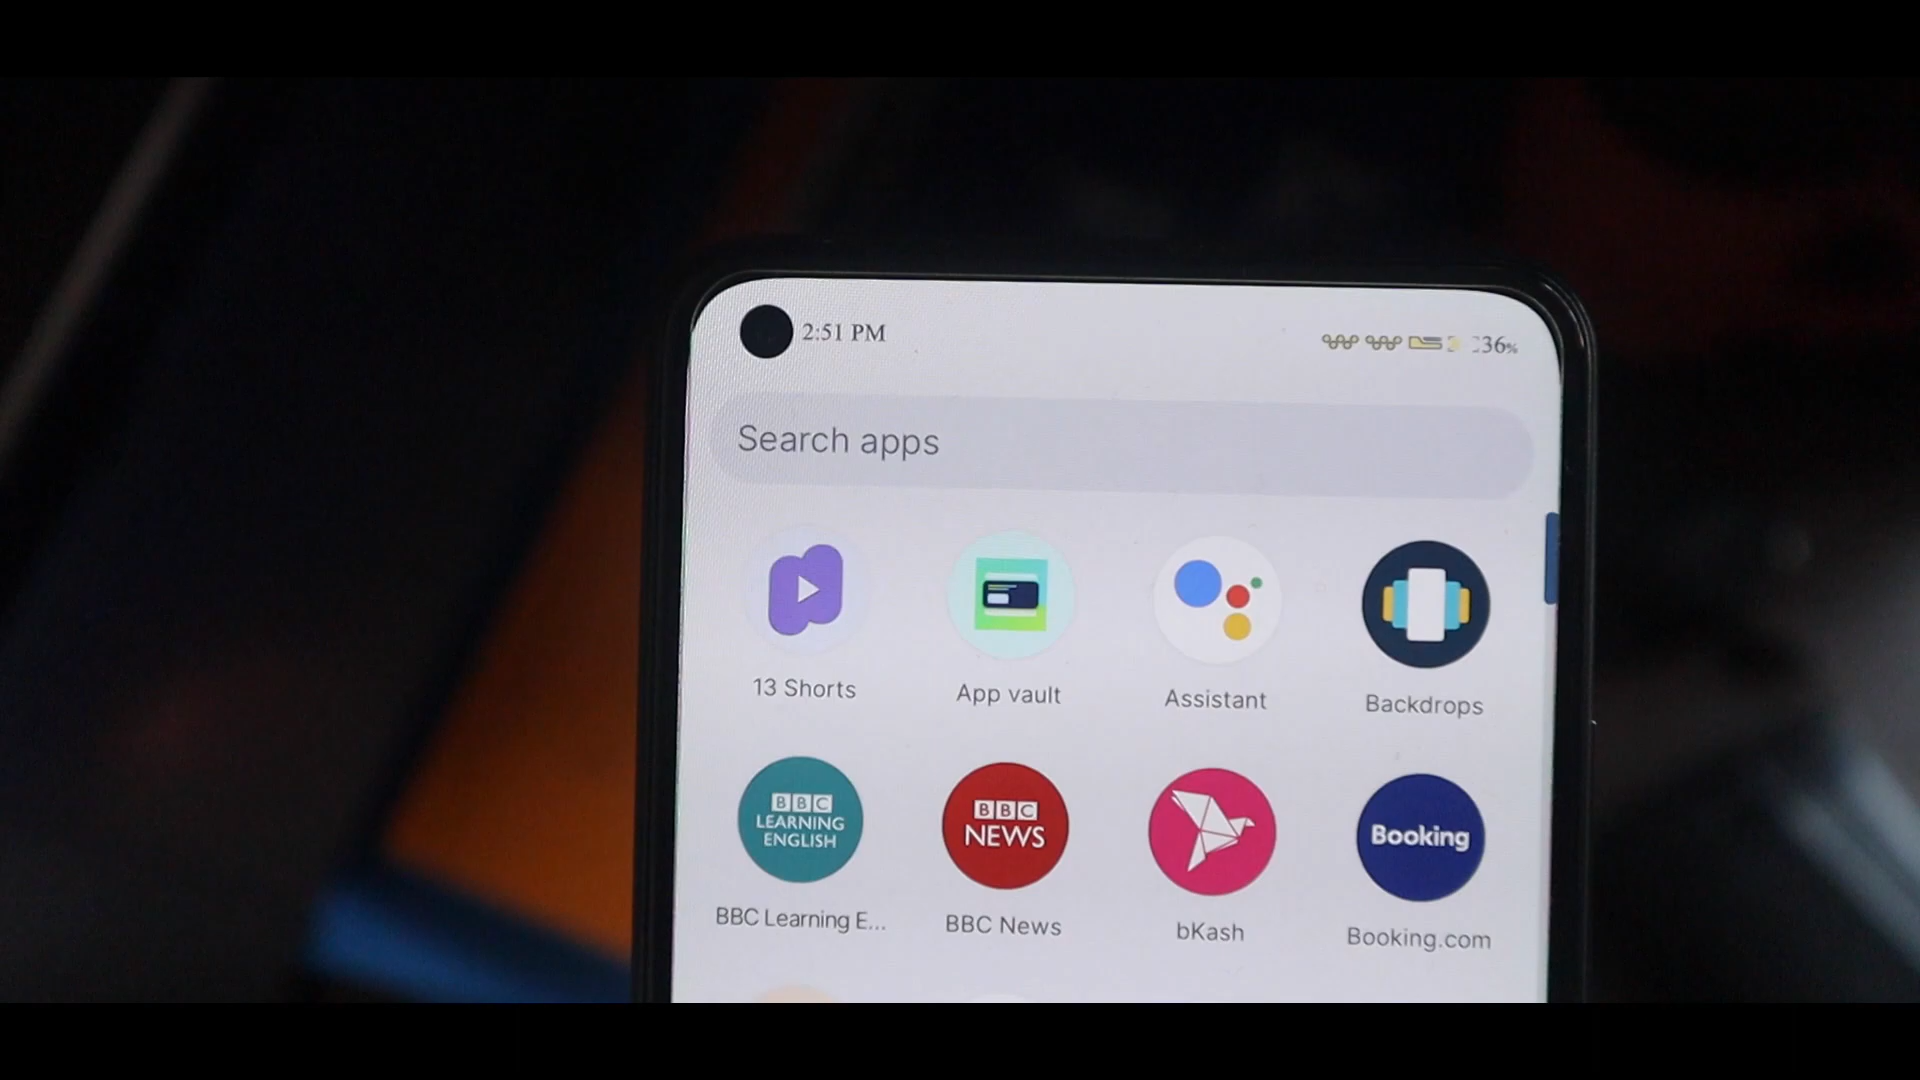 2:51 PM
36%
Search apps
13 Shorts
App vault
Assistant
Backdrops
BBC
LEARNING
ENGLISH
BBC
NEWS
Booking
BBC Learning E...
BBC News
bKash
Booking.com